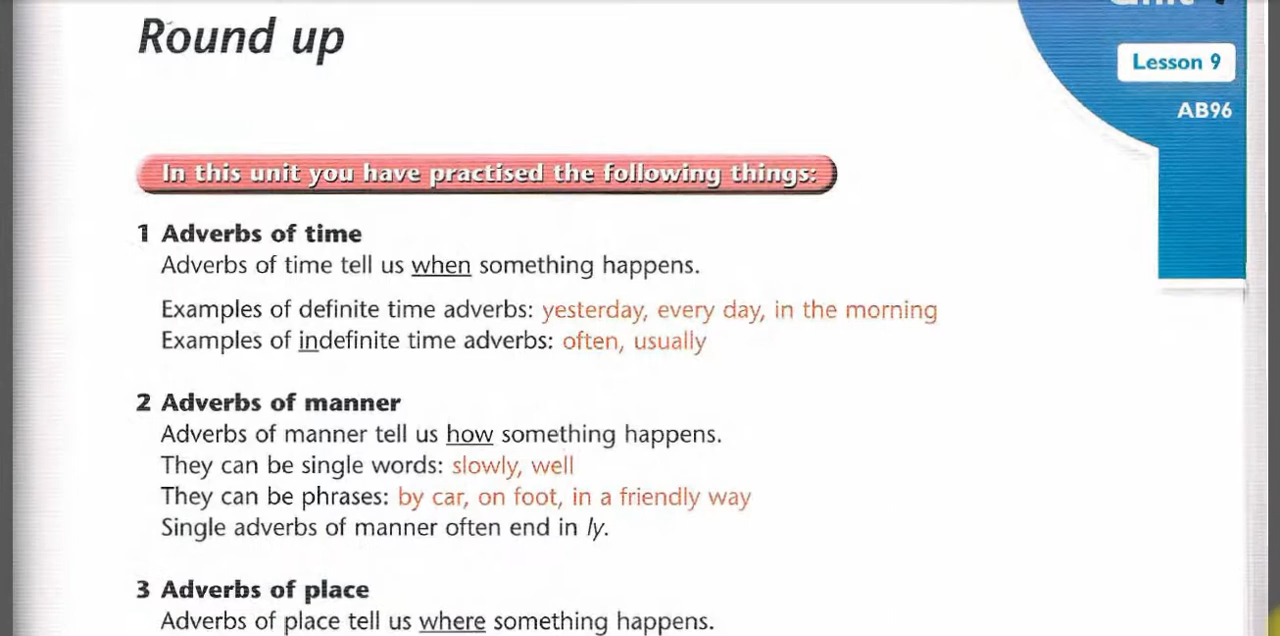 Round up
Lesson 9
AB96
In this unit you have practised the following things:
1 Adverbs of time
Adverbs of time tell us when something happens.
Examples of definite time adverbs: yesterday, every day, in the morning
Examples of indefinite time adverbs: often, usually
2 Adverbs of manner
Adverbs of manner tell us how something happens.
They can be single words: slowly, well
They can be phrases: by car, on foot, in a friendly way
Single adverbs of manner often end in ly.
3 Adverbs of place
Adverbs of place tell us where something happens.